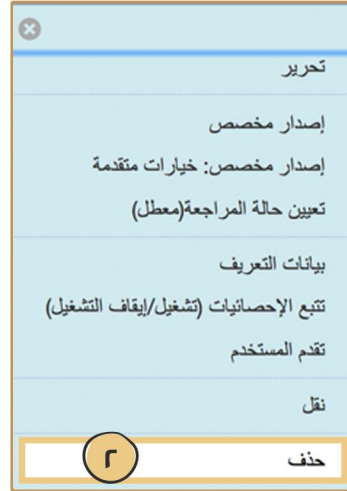 تحرير
إصدار مخصص
إصدار مخصص: خيارات متقدمة
تعيين حالة المراجعة(معطل)
بيانات التعريف
تتبع الإحصائيات (تشغيل/إيقاف التشغيل)
تقدم المستخدم
نقل
حذف
٢